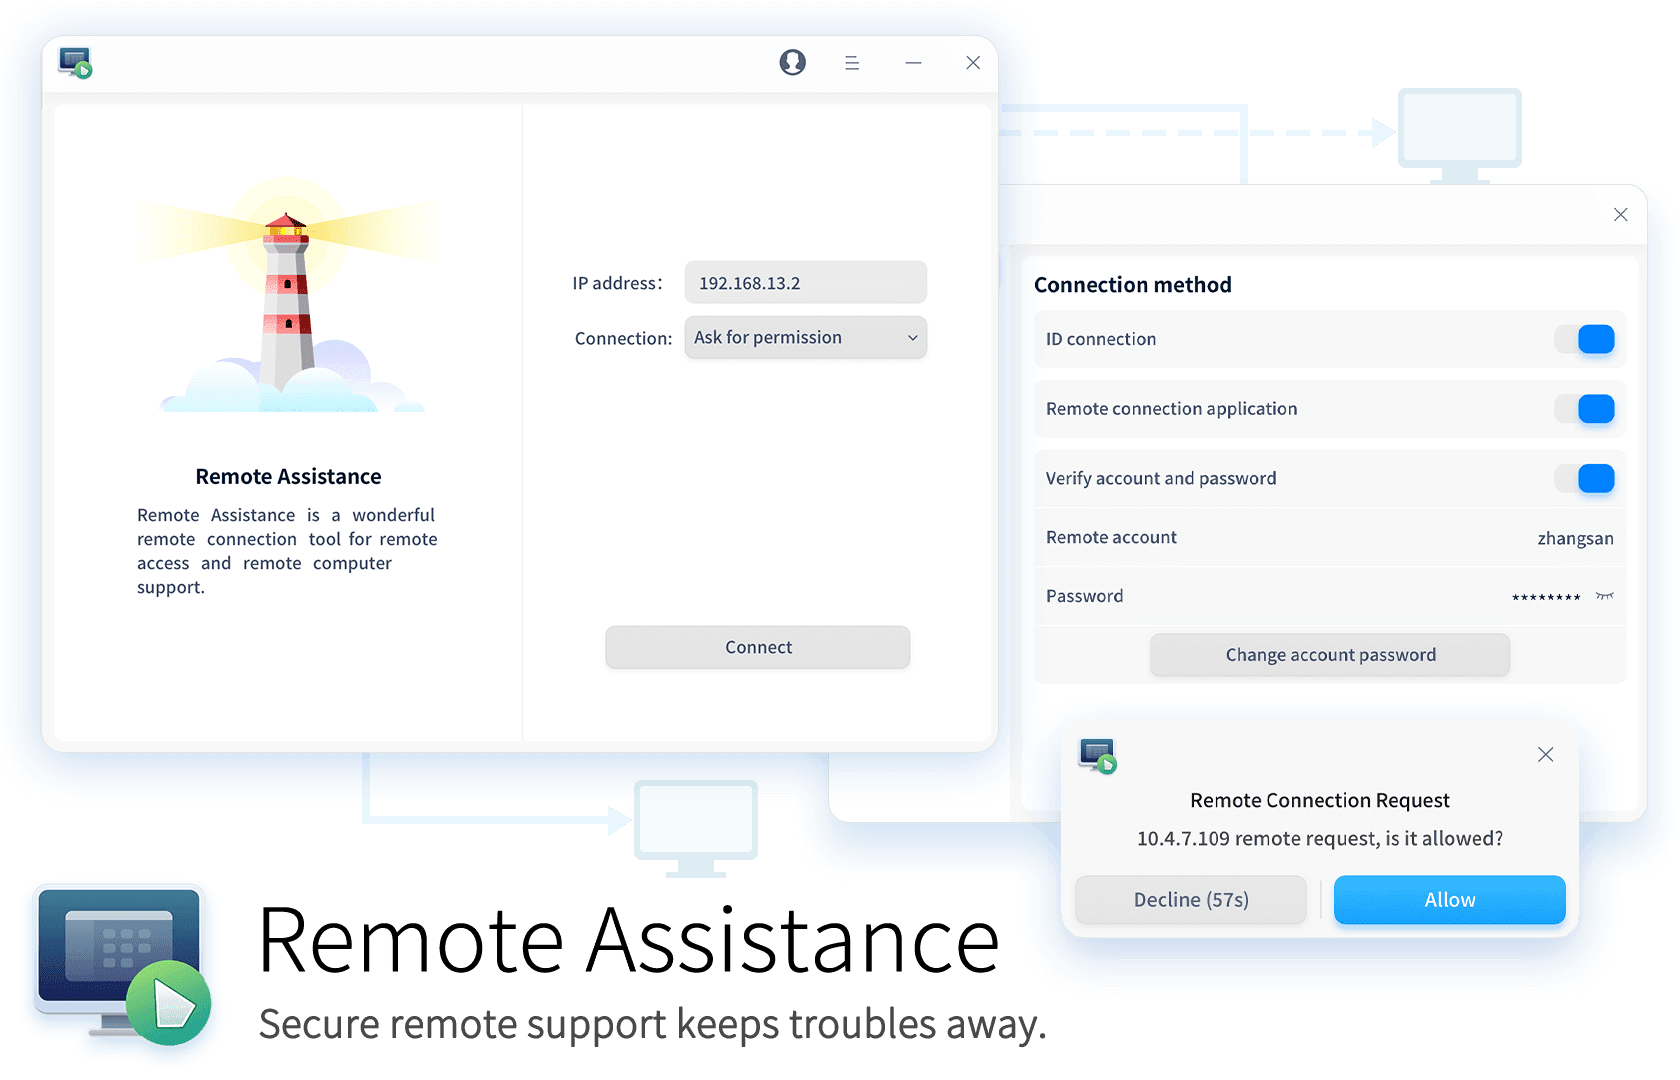 Remote Assistance
Remote Assistance is a wonderful
remote connection tool for remote
access and remote computer
support.
IP address: 192.168.13.2
Connection: Ask for permission
Connect
Connection method
ID connection
Remote connection application
Verify account and password
Remote account zhangsan
Password ********
Change account password
Remote Connection Request
10.4.7.109 remote request, is it allowed?
Decline (57s) Allow
Remote Assistance
Secure remote support keeps troubles away.